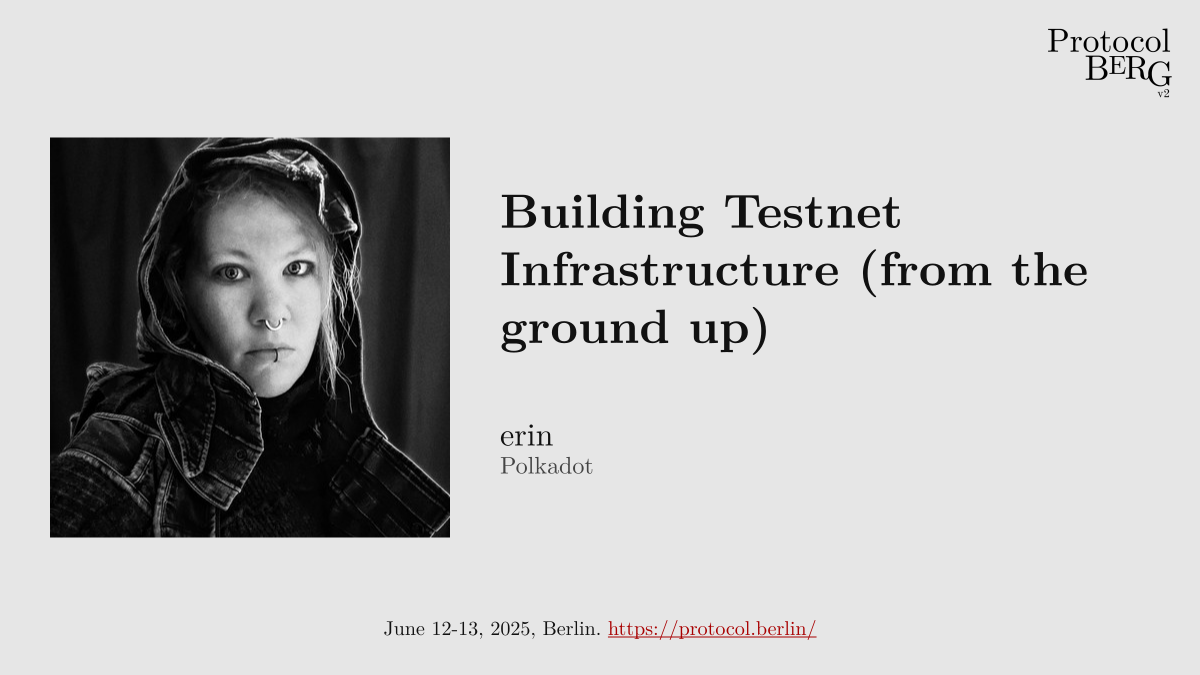 Protocol
BERG
v2
Building Testnet
Infrastructure (from the
ground up)
erin
Polkadot
June 12-13, 2025, Berlin. https://protocol.berlin/